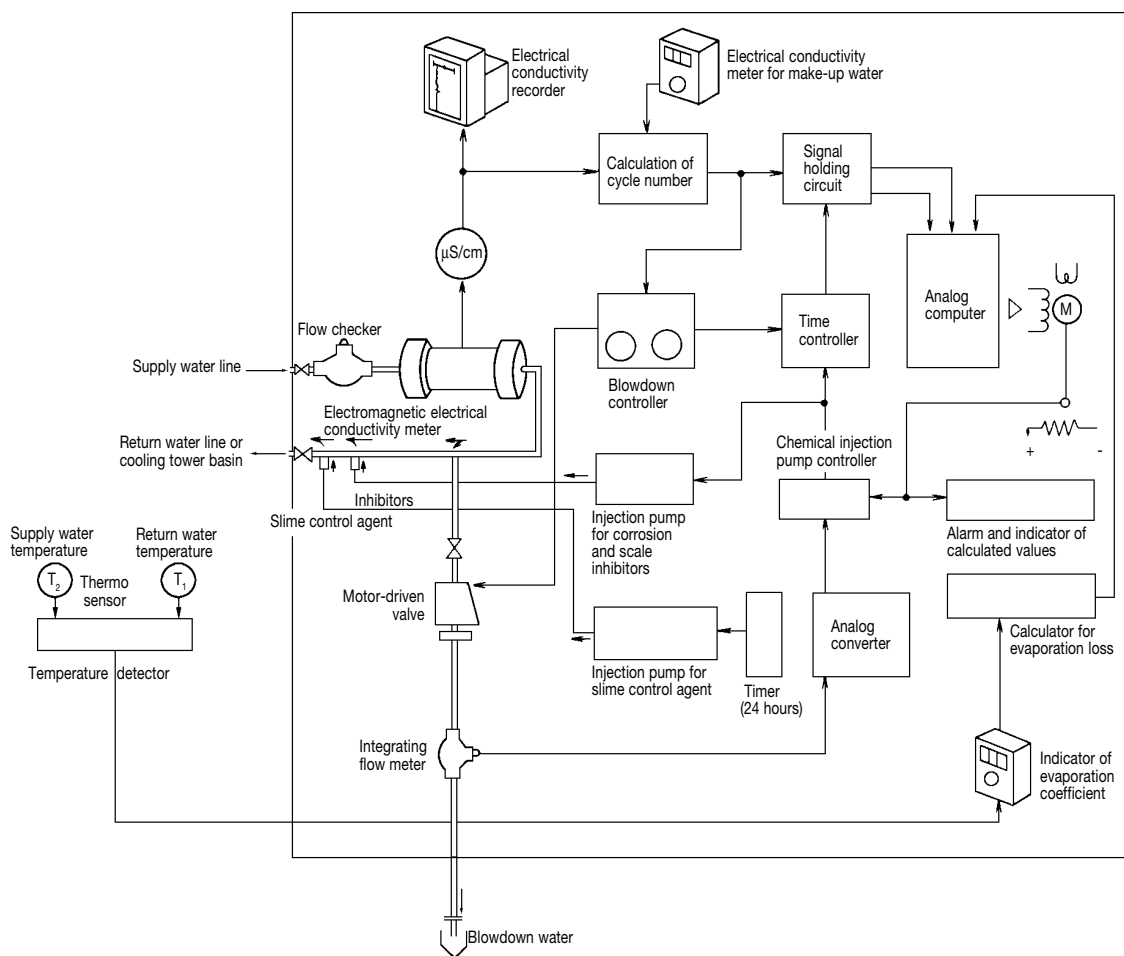 Electrical
conductivity
recorder
Electrical conductivity
meter for make-up water
Calculation of
cycle number
Signal
holding
circuit
µS/cm
Analog
computer
M
Flow checker
Time
controller
Supply water line
Blowdown
controller
Electromagnetic electrical
conductivity meter
Return water line or
cooling tower basin
+
-
Chemical injection
pump controller
Inhibitors
Slime control agent
Injection pump
for corrosion
and scale
inhibitors
Alarm and indicator of
calculated values
Supply water
temperature
Return water
temperature
T2
Thermo
sensor
T1
Motor-driven
valve
Analog
converter
Calculator for
evaporation loss
Temperature detector
Injection pump for
slime control agent
Timer
(24 hours)
Integrating
flow meter
Indicator of
evaporation
coefficient
Blowdown water